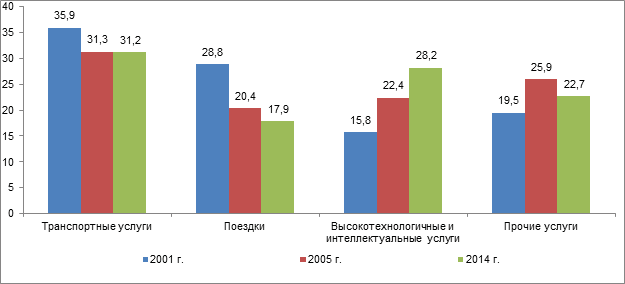 40
35
30
25
20
15
10
5
0
35,9
31,3
31,2
28,8
20,4
17,9
15,8
22,4
28,2
19,5
25,9
22,7
Транспортные услуги
Поездки
Высокотехнологичные и
интеллектуальные услуги
Прочие услуги
2001 г.
2005 г.
2014 г.